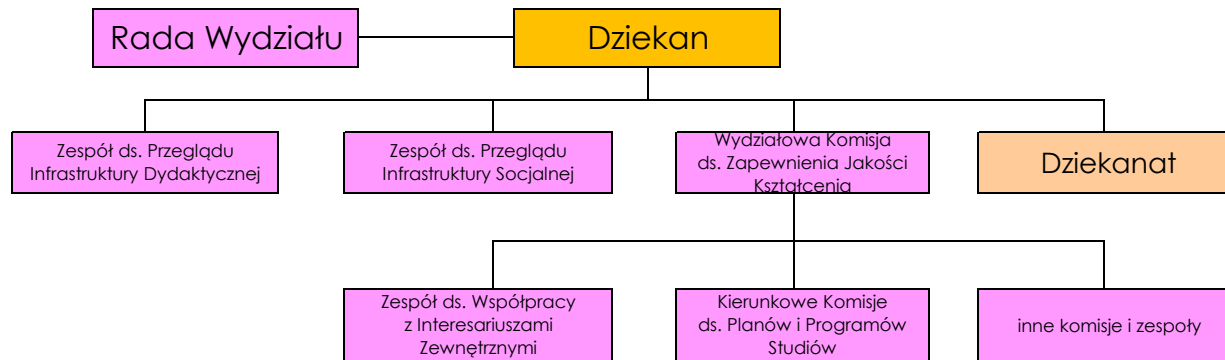 Rada Wydziału
Dziekan
Zespół ds. Przeglądu
Infrastruktury Dydaktycznej
Zespół ds. Przeglądu
Infrastruktury Socjalnej
Wydziałowa Komisja
ds. Zapewnienia Jakości
Kształcenia
Dziekanat
Zespół ds. Współpracy
z Interesariuszami
Zewnętrznymi
Kierunkowe Komisje
ds. Planów i Programów
Studiów
inne komisje i zespoły